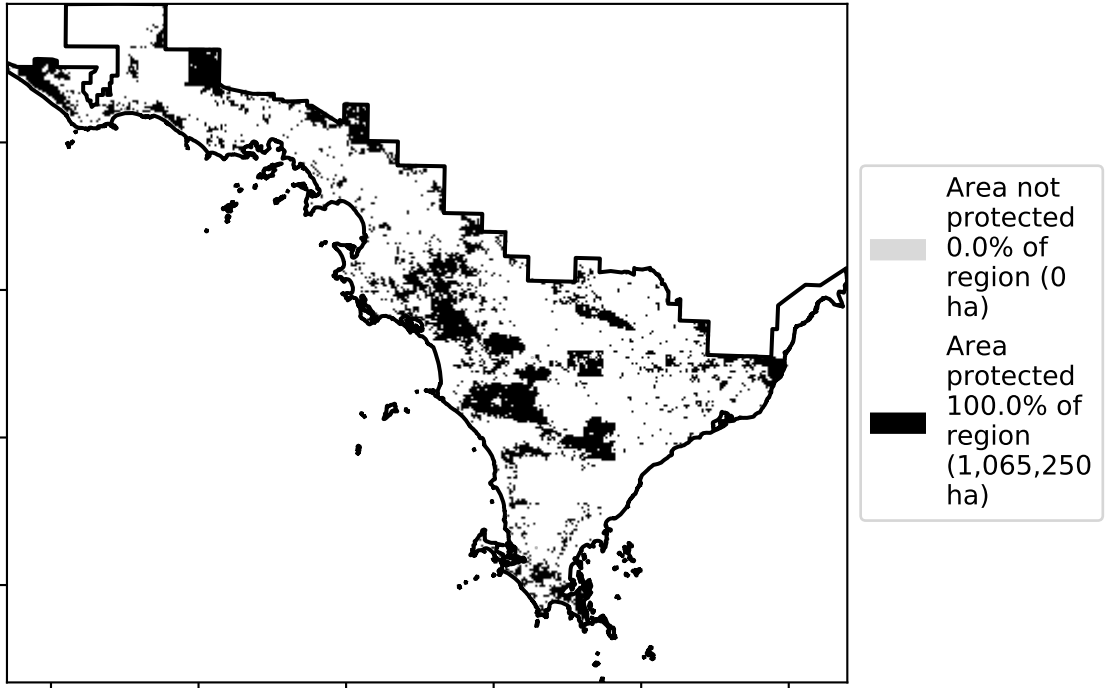 Area not
protected
0.0% of
region (0
ha)
Area
protected
100.0% of
region
(1,065,250
ha)